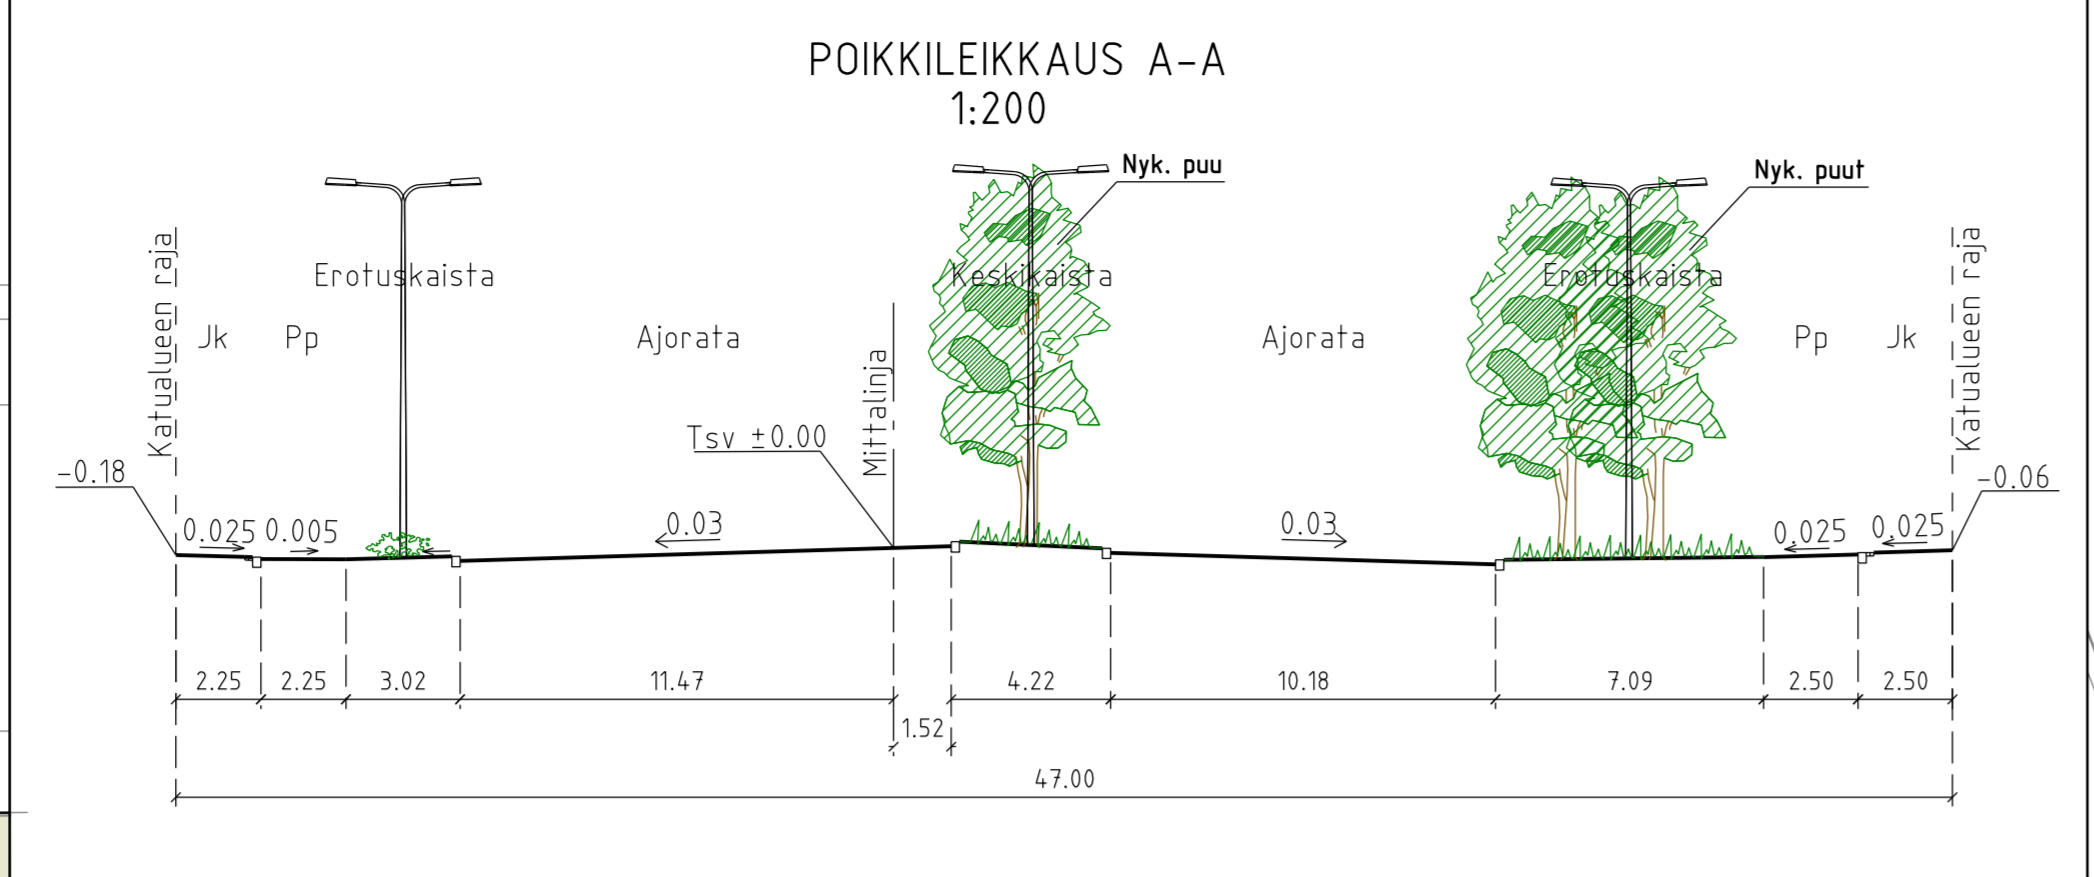 POIKKILEIKKAUS A-A
1:200
Nyk. puu
Nyk. puut
Katualueen raja
Erotuskaista
Keskikaista
Erotuskaista
Katualueen raja
Jk
Pp
Ajorata
Mittalinja
Ajorata
Pp
Jk
Tsv ±0.00
-0.18
-0.06
0.025
0.005
0.03
0.03
0.025
0.025
2.25
2.25
3.02
11.47
4.22
10.18
7.09
2.50
2.50
1.52
47.00